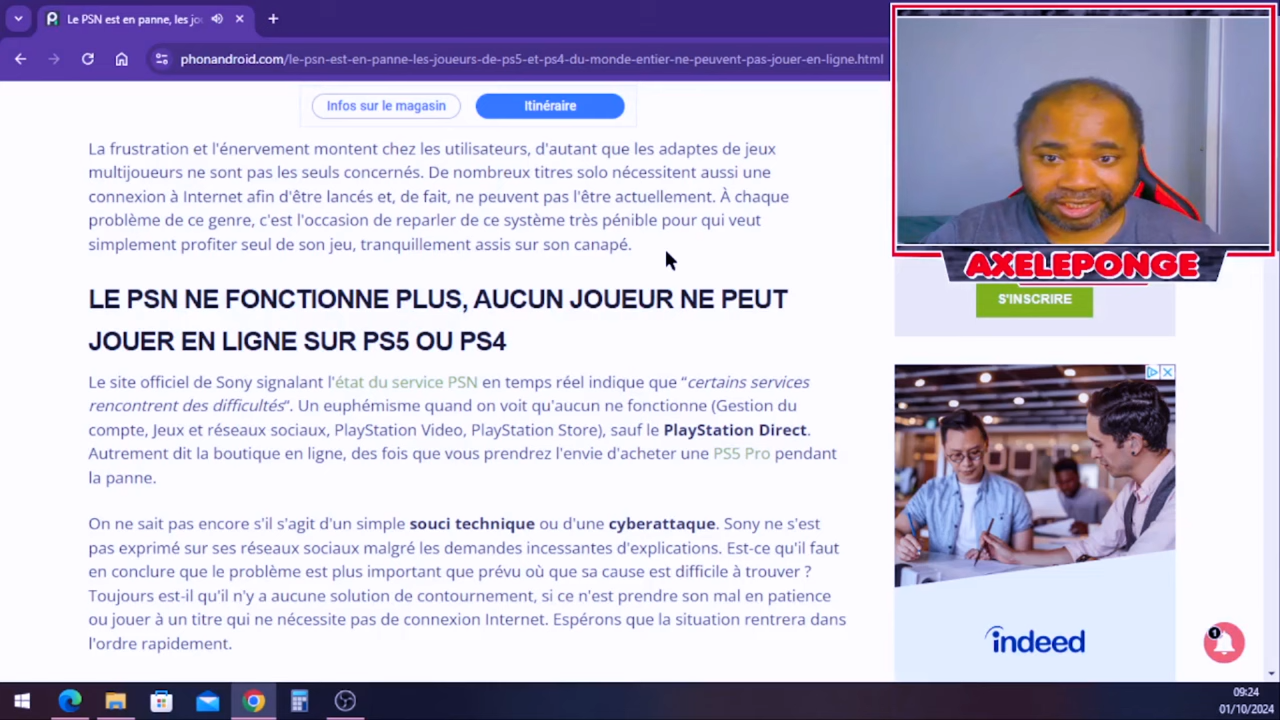 Le PSN est en panne, les jo
phonandroid.com/le-psn-est-en-panne-les-joueurs-de-ps5-et-ps4-du-monde-entier-ne-peuvent-pas-jouer-en-ligne.html
Infos sur le magasin
Itinéraire
La frustration et l'énervement montent chez les utilisateurs, d'autant que les adaptes de jeux
multijoueurs ne sont pas les seuls concernés. De nombreux titres solo nécessitent aussi une
connexion à Internet afin d'être lancés et, de fait, ne peuvent pas l'être actuellement. À chaque
problème de ce genre, c'est l'occasion de reparler de ce système très pénible pour qui veut
simplement profiter seul de son jeu, tranquillement assis sur son canapé.
LE PSN NE FONCTIONNE PLUS, AUCUN JOUEUR NE PEUT
JOUER EN LIGNE SUR PS5 OU PS4
Le site officiel de Sony signalant l'état du service PSN en temps réel indique que “certains services
rencontrent des difficultés“. Un euphémisme quand on voit qu'aucun ne fonctionne (Gestion du
compte, Jeux et réseaux sociaux, PlayStation Video, PlayStation Store), sauf le PlayStation Direct.
Autrement dit la boutique en ligne, des fois que vous prendrez l'envie d'acheter une PS5 Pro pendant
la panne.
On ne sait pas encore s'il s'agit d'un simple souci technique ou d'une cyberattaque. Sony ne s'est
pas exprimé sur ses réseaux sociaux malgré les demandes incessantes d'explications. Est-ce qu'il faut
en conclure que le problème est plus important que prévu où que sa cause est difficile à trouver ?
Toujours est-il qu'il n'y a aucune solution de contournement, si ce n'est prendre son mal en patience
ou jouer à un titre qui ne nécessite pas de connexion Internet. Espérons que la situation rentrera dans
l'ordre rapidement.
AXELEPONGE
S'INSCRIRE
indeed
1
09:24
01/10/2024